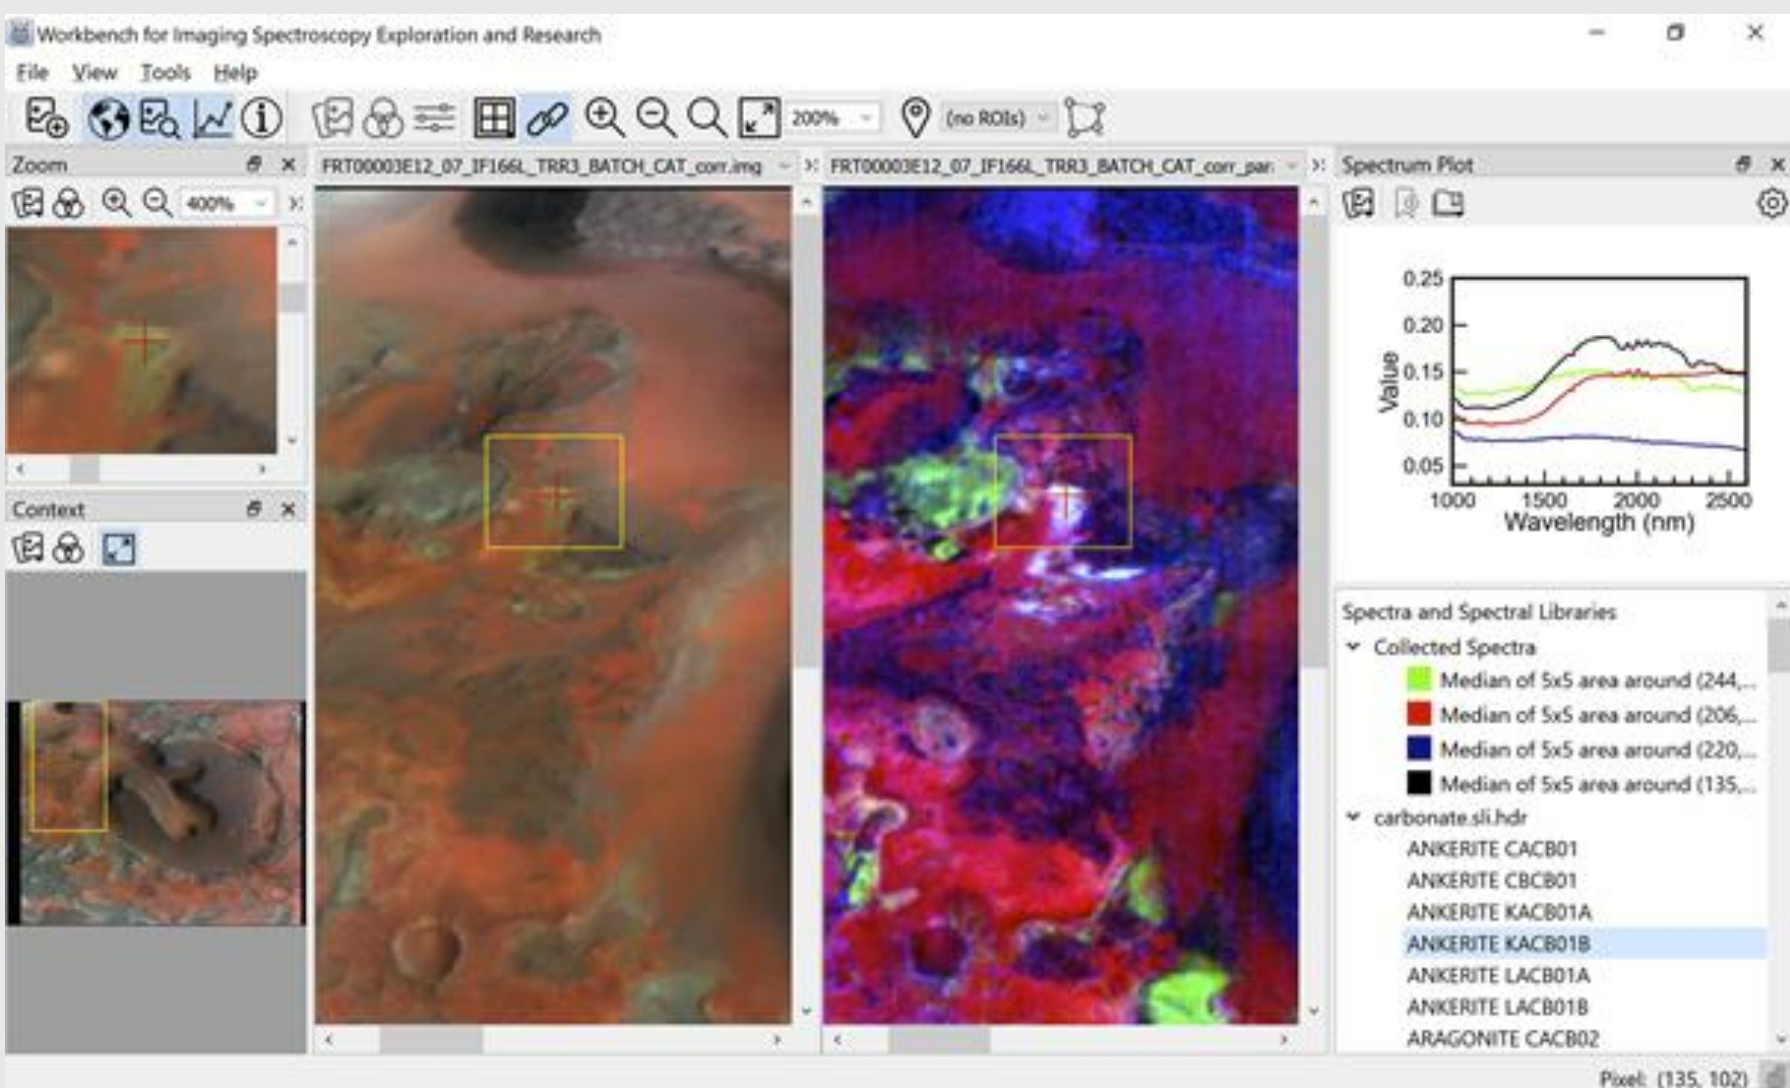 Workbench for Imaging Spectroscopy Exploration and Research
File View Tools Help
200% (no ROIs)
Zoom
400%
FRT00003E12_07_IF166L_TRR3_BATCH_CAT_corr.img
FRT00003E12_07_IF166L_TRR3_BATCH_CAT_corr_par
Context
Spectrum Plot
0.25
0.20
0.15
0.10
0.05
Value
1000 1500 2000 2500
Wavelength (nm)
Spectra and Spectral Libraries
Collected Spectra
Median of 5x5 area around (244,...
Median of 5x5 area around (206,...
Median of 5x5 area around (220,...
Median of 5x5 area around (135,...
carbonate.sli.hdr
ANKERITE CACB01
ANKERITE CBCB01
ANKERITE KACB01A
ANKERITE KACB01B
ANKERITE LACB01A
ANKERITE LACB01B
ARAGONITE CACB02
Pixel: (135, 102)